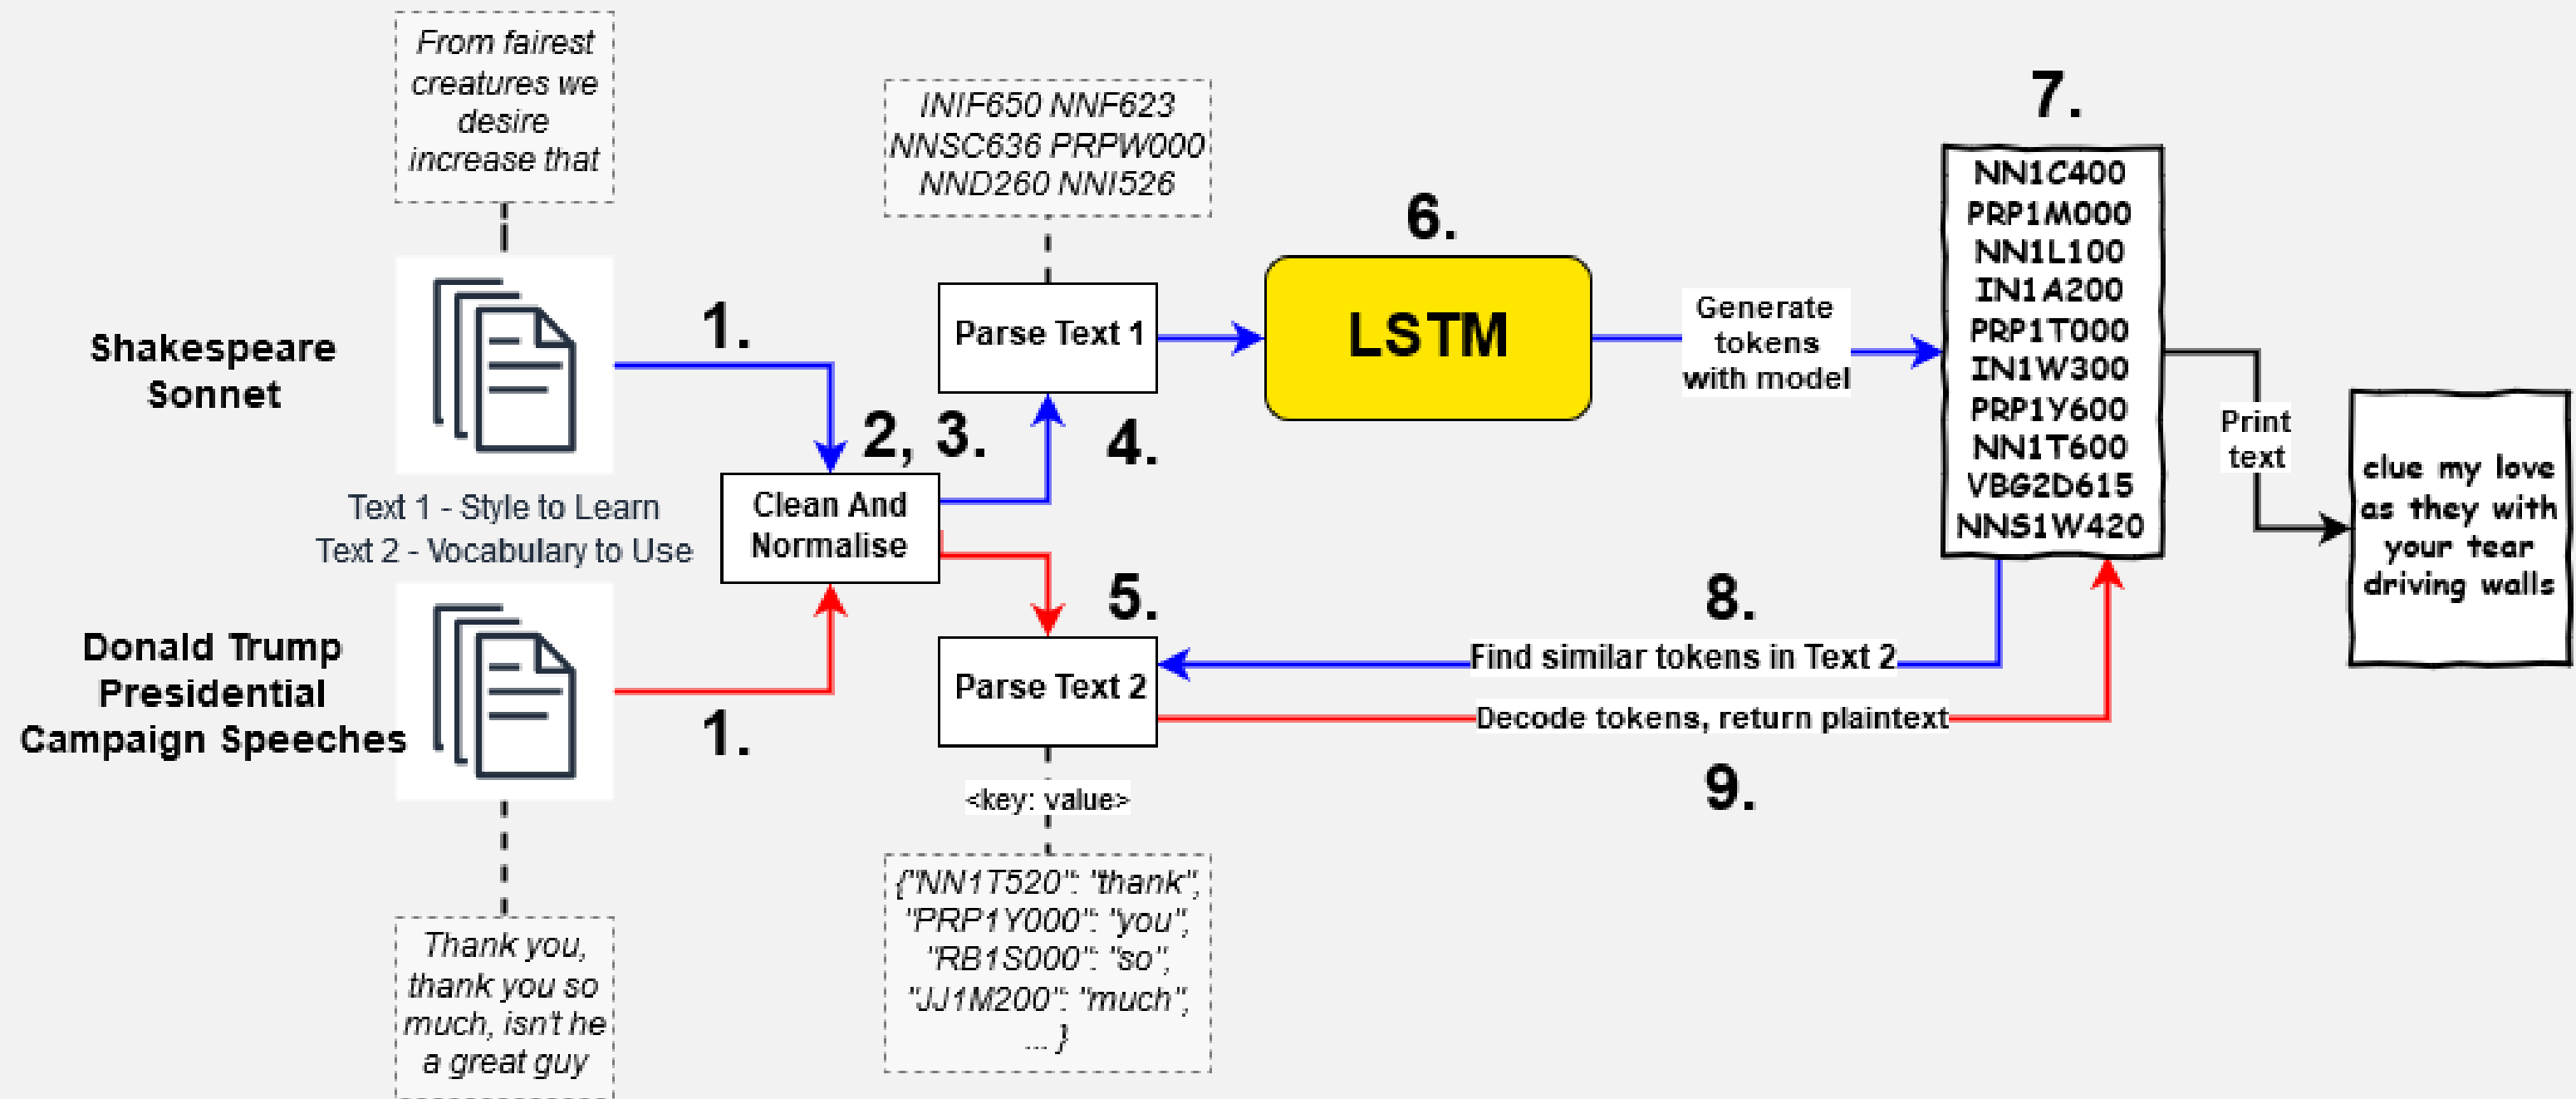 From fairest
creatures we
desire
increase that
Shakespeare
Sonnet
1.
Text 1 - Style to Learn
Text 2 - Vocabulary to Use
Donald Trump
Presidential
Campaign Speeches
1.
Thank you,
thank you so
much, isn't he
a great guy
2, 3.
Clean And
Normalise
INIF650 NNF623
NNSC636 PRPW000
NND260 NNI526
Parse Text 1
4.
5.
Parse Text 2
<key: value>
{"NN1T520": "thank",
"PRP1Y000": "you",
"RB1S000": "so",
"JJ1M200": "much",
... }
6.
LSTM
Generate
tokens
with model
7.
NN1C400
PRP1M000
NN1L100
IN1A200
PRP1T000
IN1W300
PRP1Y600
NN1T600
VBG2D615
NNS1W420
8.
Find similar tokens in Text 2
Decode tokens, return plaintext
9.
Print
text
clue my love
as they with
your tear
driving walls